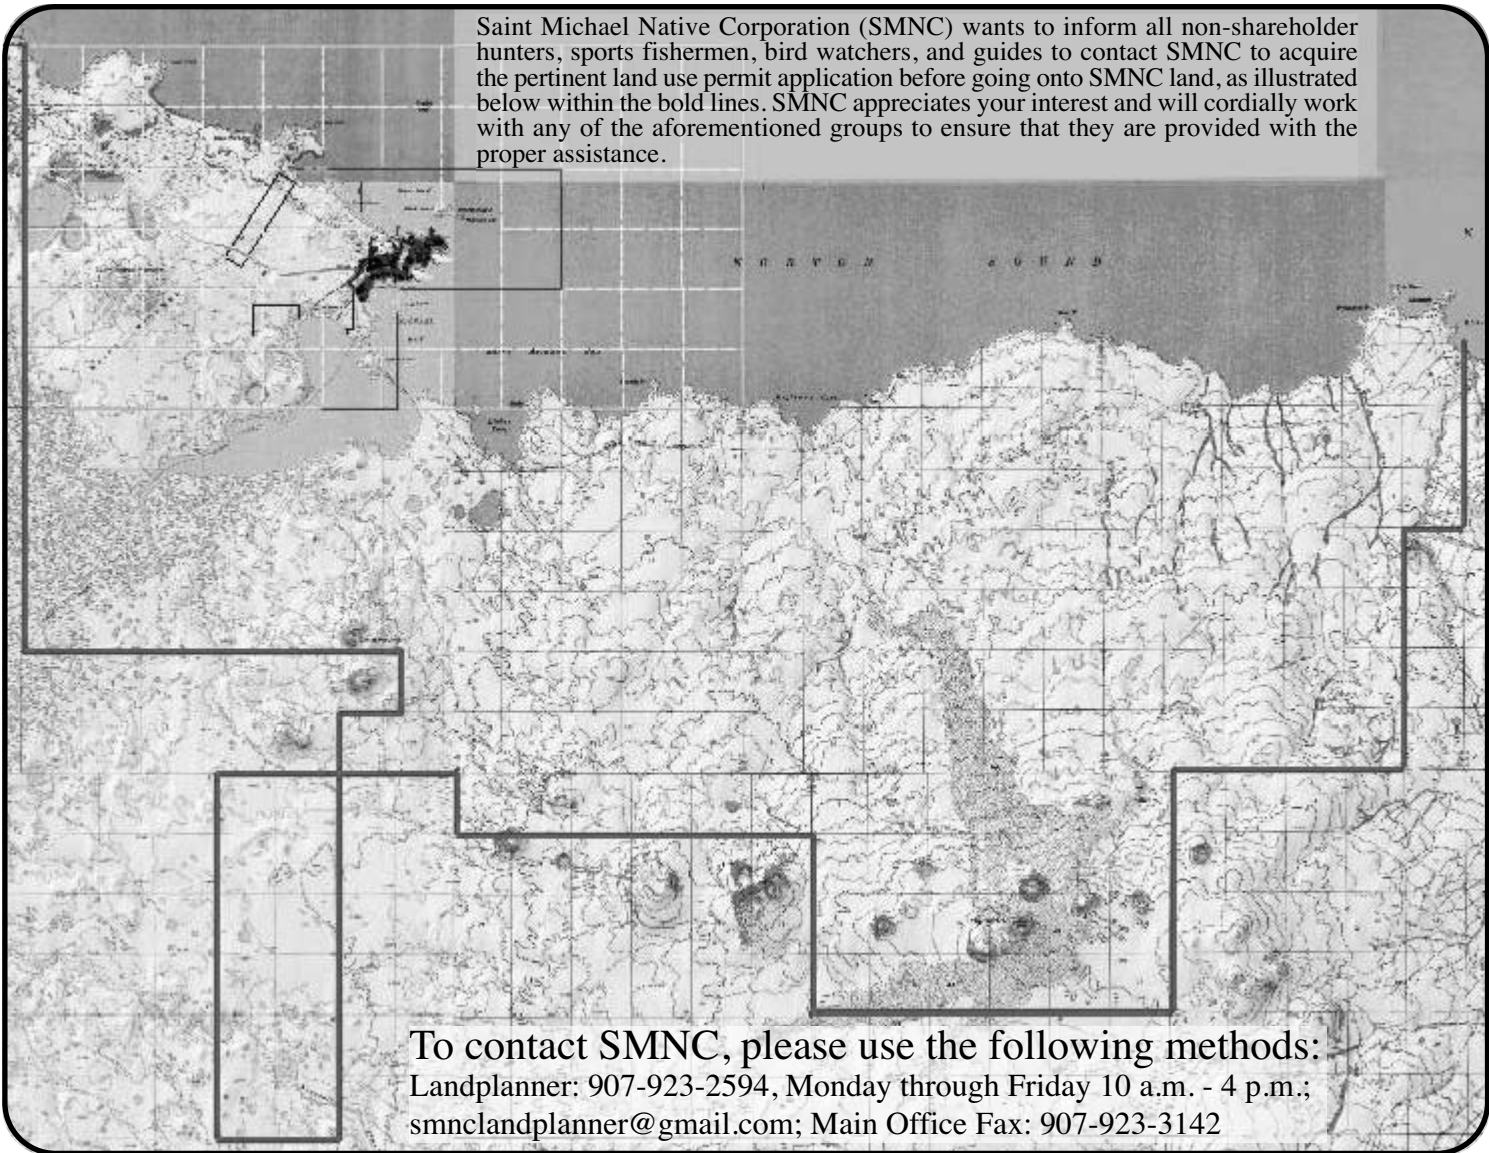 Saint Michael Native Corporation (SMNC) wants to inform all non-shareholder
hunters, sports fishermen, bird watchers, and guides to contact SMNC to acquire
the pertinent land use permit application before going onto SMNC land, as illustrated
below within the bold lines. SMNC appreciates your interest and will cordially work
with any of the aforementioned groups to ensure that they are provided with the
proper assistance.
N O R T O N S O U N D
To contact SMNC, please use the following methods:
Landplanner: 907-923-2594, Monday through Friday 10 a.m. - 4 p.m.;
smnclandplanner@gmail.com; Main Office Fax: 907-923-3142